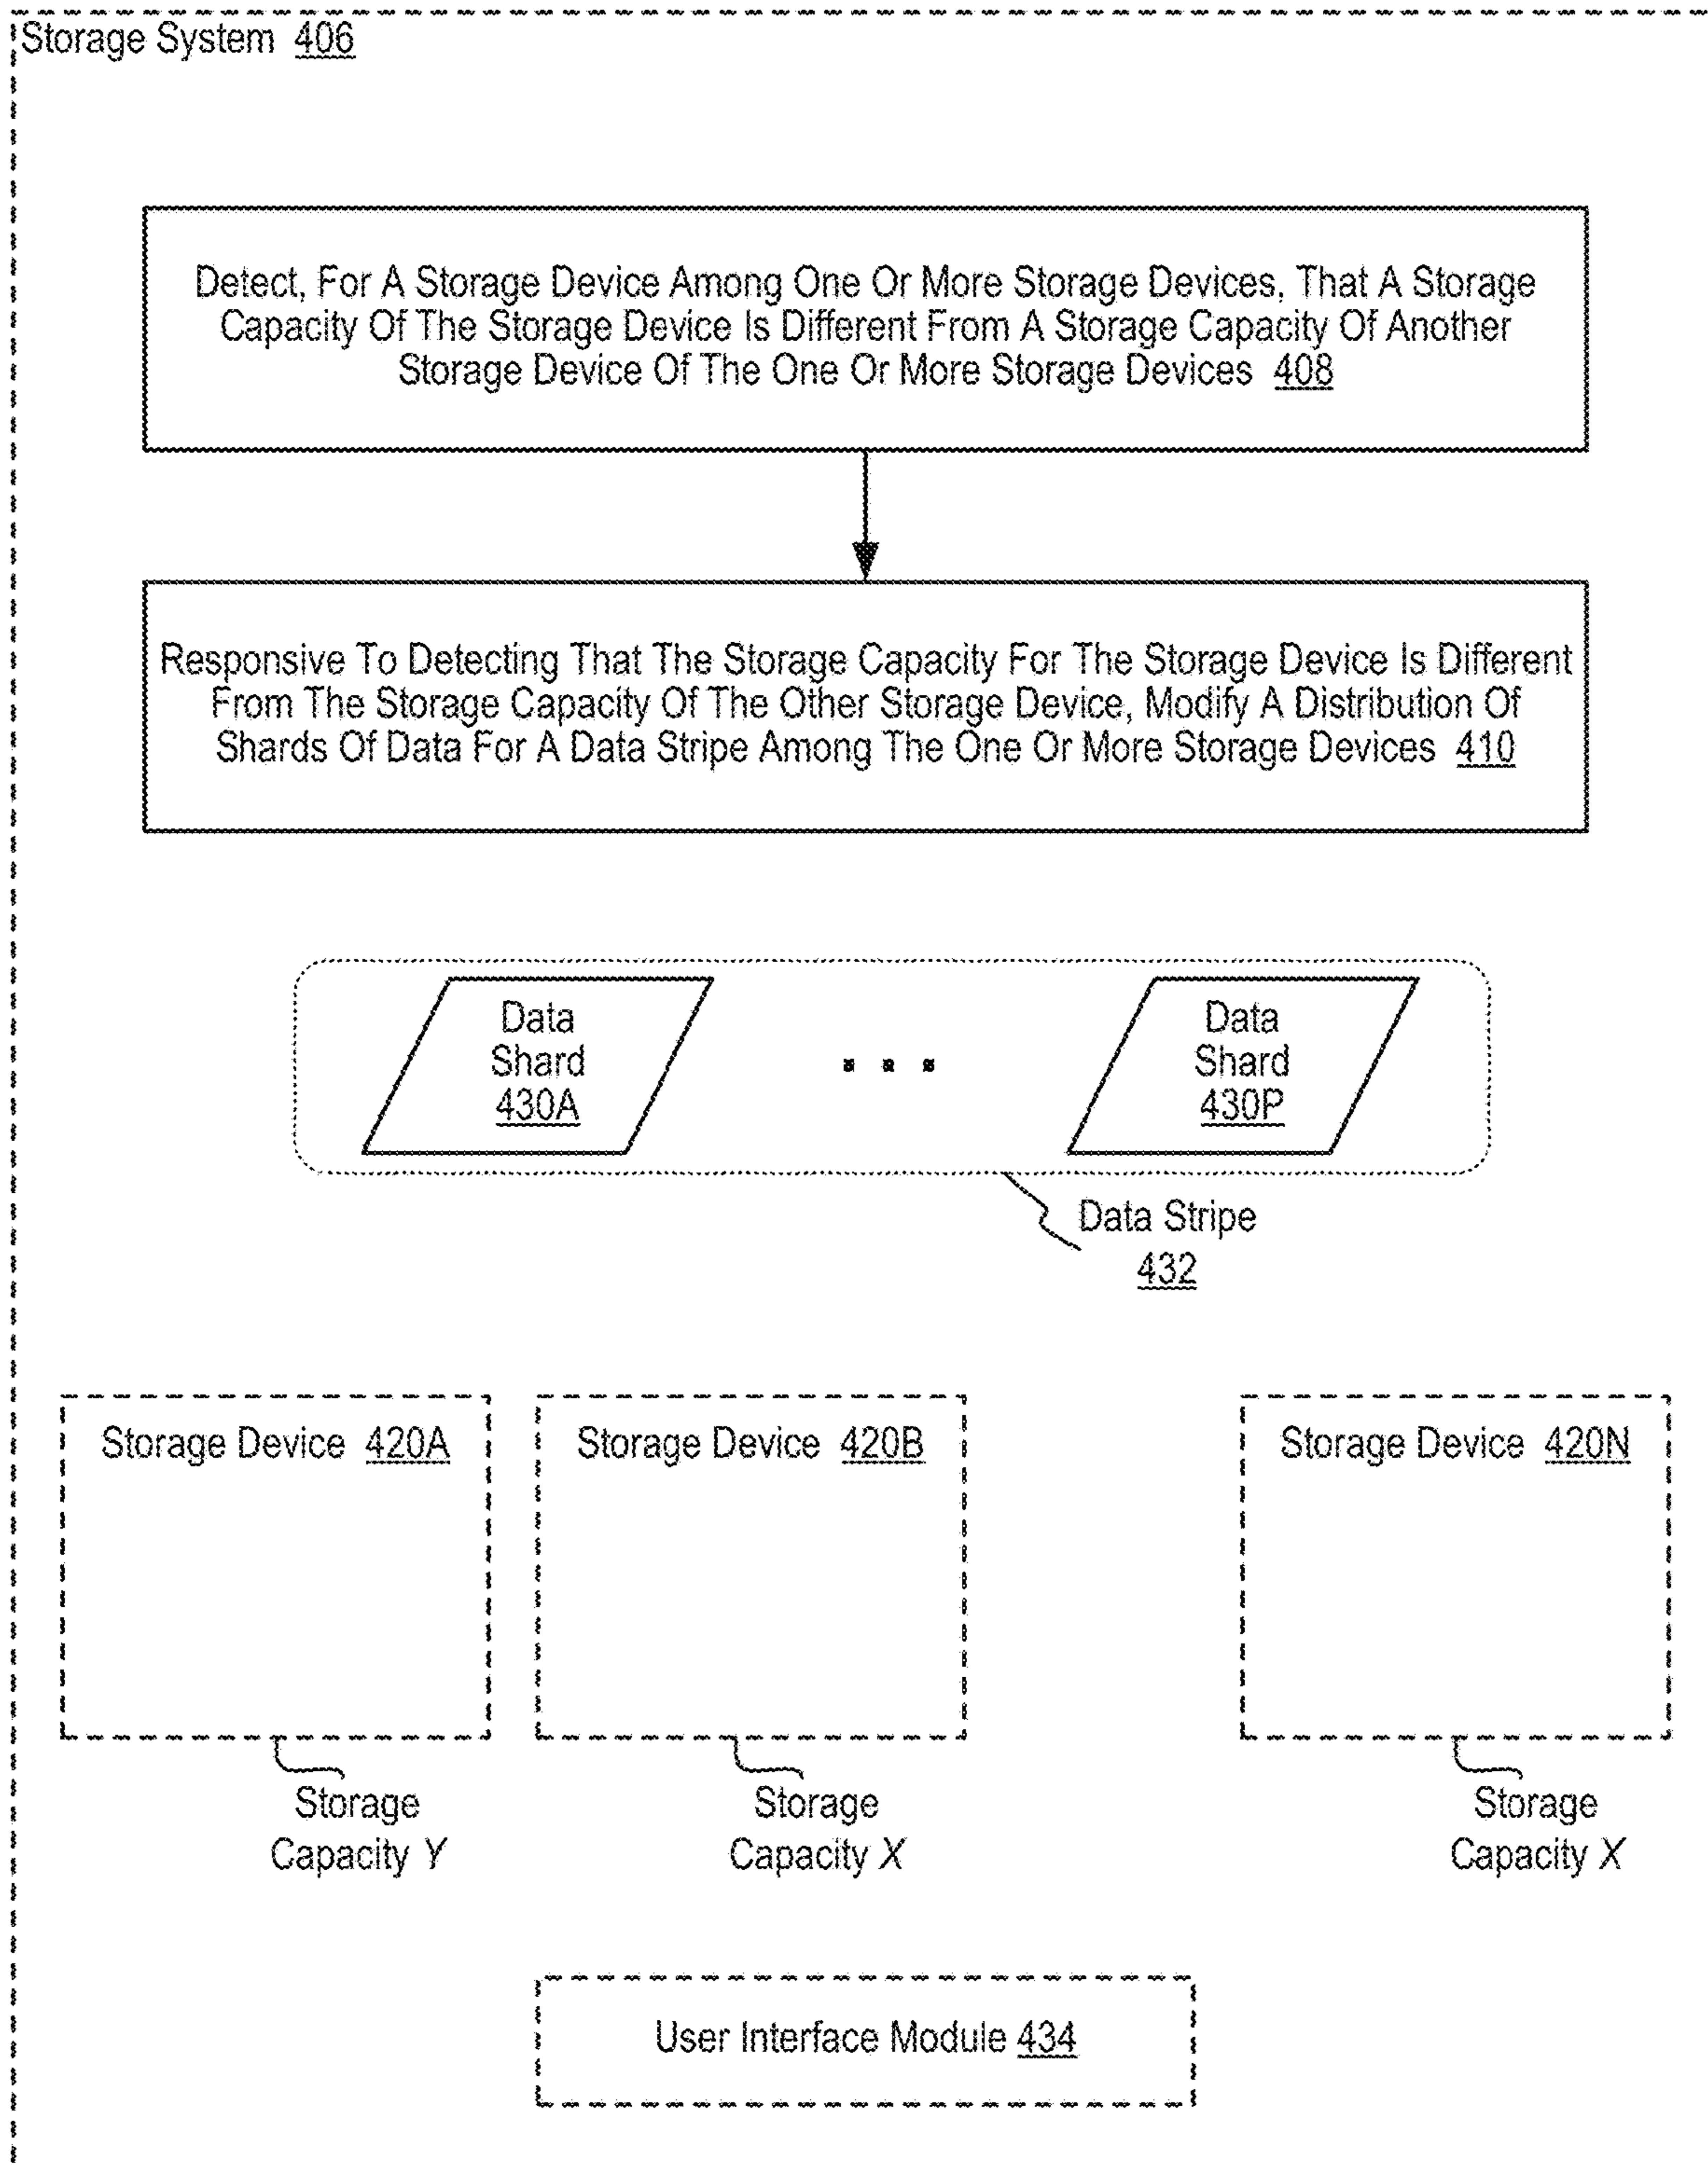 Storage System 406
Detect, For A Storage Device Among One Or More Storage Devices, That A Storage
Capacity Of The Storage Device Is Different From A Storage Capacity Of Another
Storage Device Of The One Or More Storage Devices 408
Responsive To Detecting That The Storage Capacity For The Storage Device Is Different
From The Storage Capacity Of The Other Storage Device, Modify A Distribution Of
Shards Of Data For A Data Stripe Among The One Or More Storage Devices 410
Data
Shard
430A
Data
Shard
430P
Data Stripe
432
Storage Device 420A
Storage Device 420B
Storage Device 420N
Storage
Capacity Y
Storage
Capacity X
Storage
Capacity X
User Interface Module 434